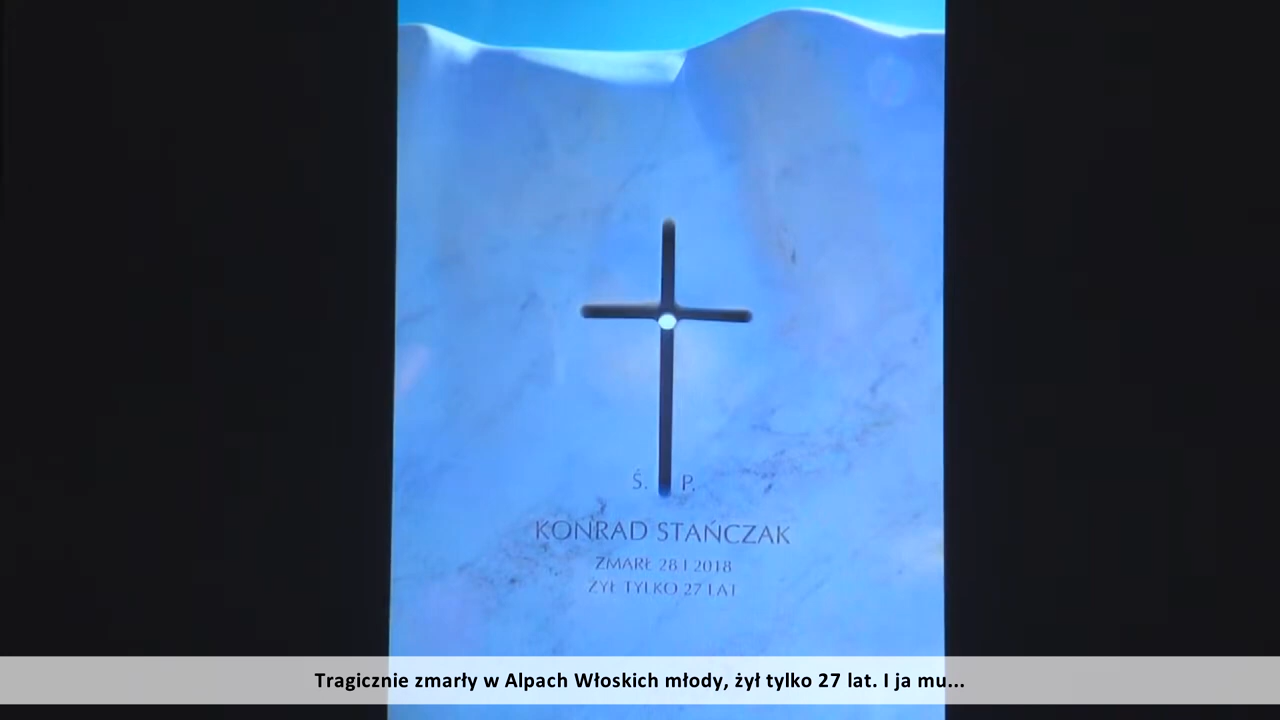 Ś. P.
KONRAD STAŃCZAK
ZMARŁ 28 I 2018
ŻYŁ TYLKO 27 LAT
Tragicznie zmarły w Alpach Włoskich młody, żył tylko 27 lat. I ja mu...